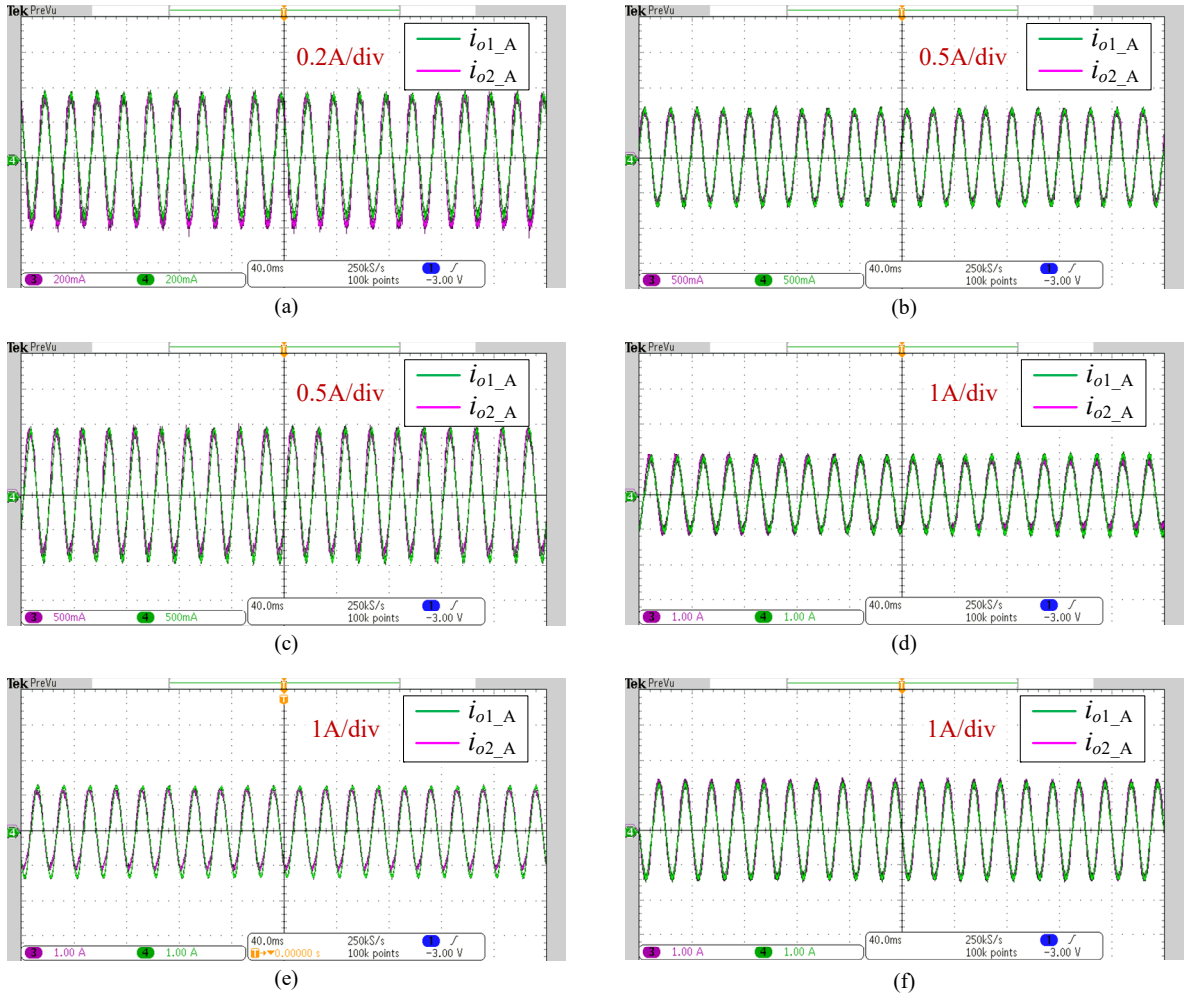 Tek PreVu
T
0.2A/div
io1_A
io2_A
4
3 200mA 4 200mA
40.0ms 250kS/s 1
100k points -3.00 V
(a)
Tek PreVu
T
0.5A/div
io1_A
io2_A
4
3 500mA 4 500mA
40.0ms 250kS/s 1
100k points -3.00 V
(b)
Tek PreVu
T
0.5A/div
io1_A
io2_A
4
3 500mA 4 500mA
40.0ms 250kS/s 1
100k points -3.00 V
(c)
Tek PreVu
T
1A/div
io1_A
io2_A
4
3 1.00 A 4 1.00 A
40.0ms 250kS/s 1
100k points -3.00 V
(d)
Tek PreVu
T
T
1A/div
io1_A
io2_A
4
3 1.00 A 4 1.00 A
40.0ms 250kS/s 1
T→▼0.00000 s 100k points -3.00 V
(e)
Tek PreVu
T
1A/div
io1_A
io2_A
4
3 1.00 A 4 1.00 A
40.0ms 250kS/s 1
100k points -3.00 V
(f)